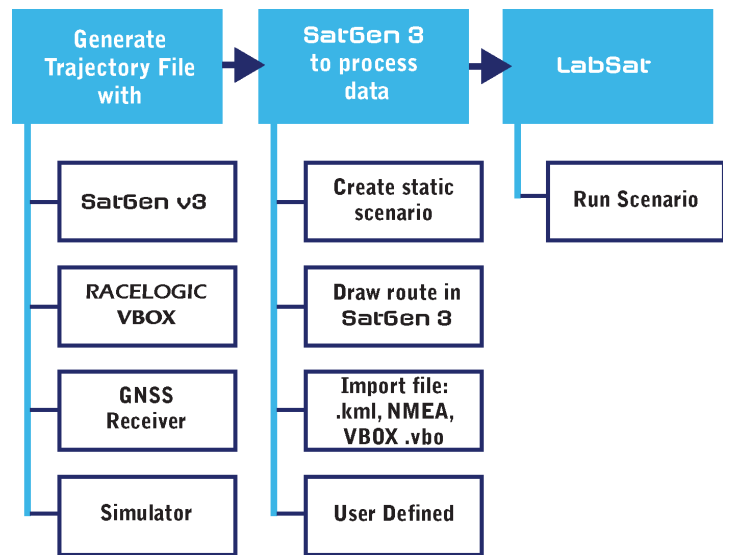 Generate
Trajectory File
with
SatGen 3
to process
data
LabSat
SatGen v3
RACELOGIC
VBOX
GNSS
Receiver
Simulator
Create static
scenario
Draw route in
SatGen 3
Import file:
.kml, NMEA,
VBOX .vbo
User Defined
Run Scenario